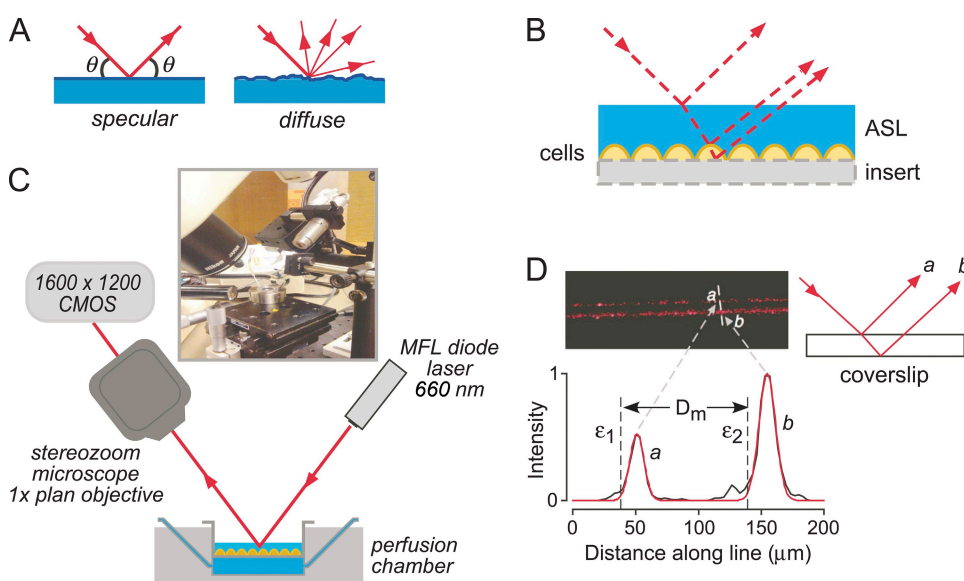 A
θ
θ
specular
diffuse
B
cells
ASL
insert
C
1600 x 1200
CMOS
MFL diode
laser
660 nm
stereozoom
microscope
1x plan objective
perfusion
chamber
D
a
b
a
b
coverslip
Intensity
1
0
ε1
Dm
ε2
a
b
0
50
100
150
200
Distance along line (μm)